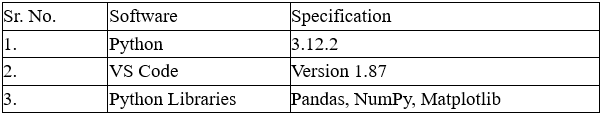 Sr. No. Software Specification
1. Python 3.12.2
2. VS Code Version 1.87
3. Python Libraries Pandas, NumPy, Matplotlib